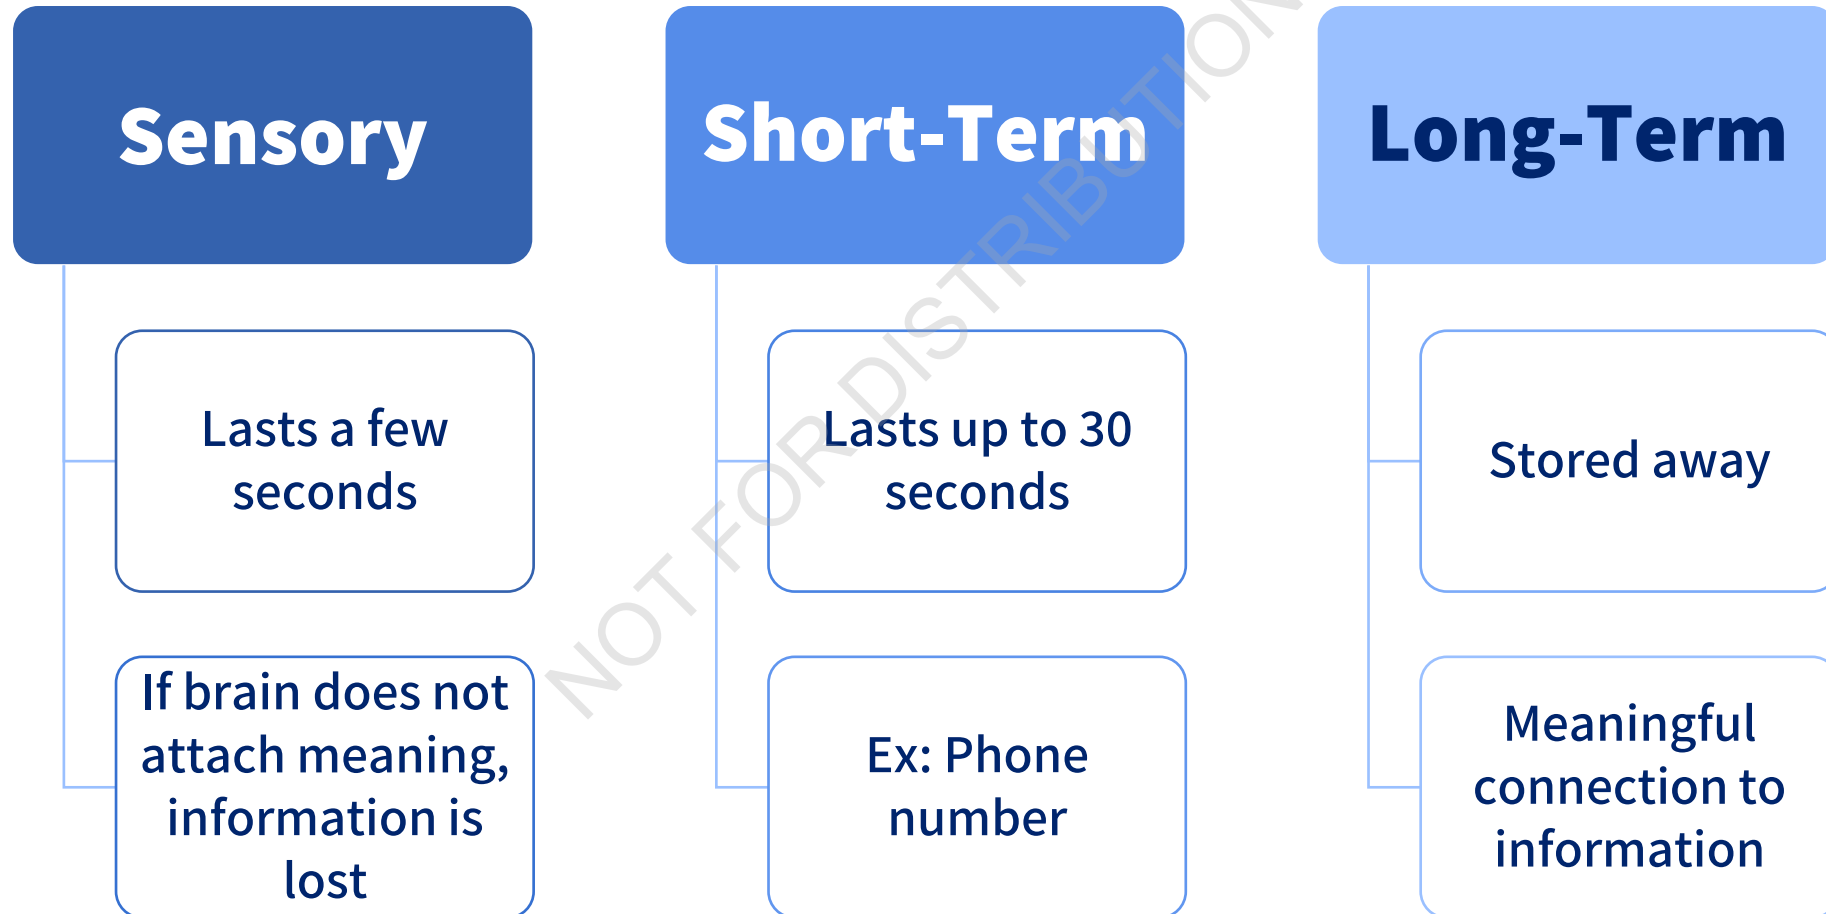 Sensory
Lasts a few
seconds
If brain does not
attach meaning,
information is
lost
Short-Term
Lasts up to 30
seconds
Ex: Phone
number
Long-Term
Stored away
Meaningful
connection to
information
NOT FOR DISTRIBUTION